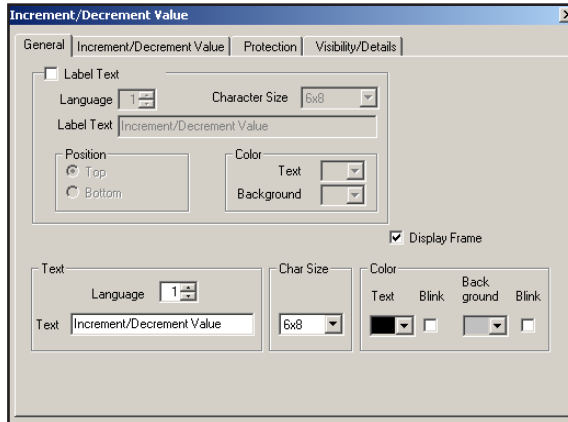 Increment/Decrement Value
General Increment/Decrement Value Protection Visibility/Details
Label Text
Language 1 Character Size 6x8
Label Text Increment/Decrement Value
Position
Top
Bottom
Color
Text
Background
Display Frame
Text
Language 1
Text Increment/Decrement Value
Char Size
6x8
Color
Text Blink Back ground Blink